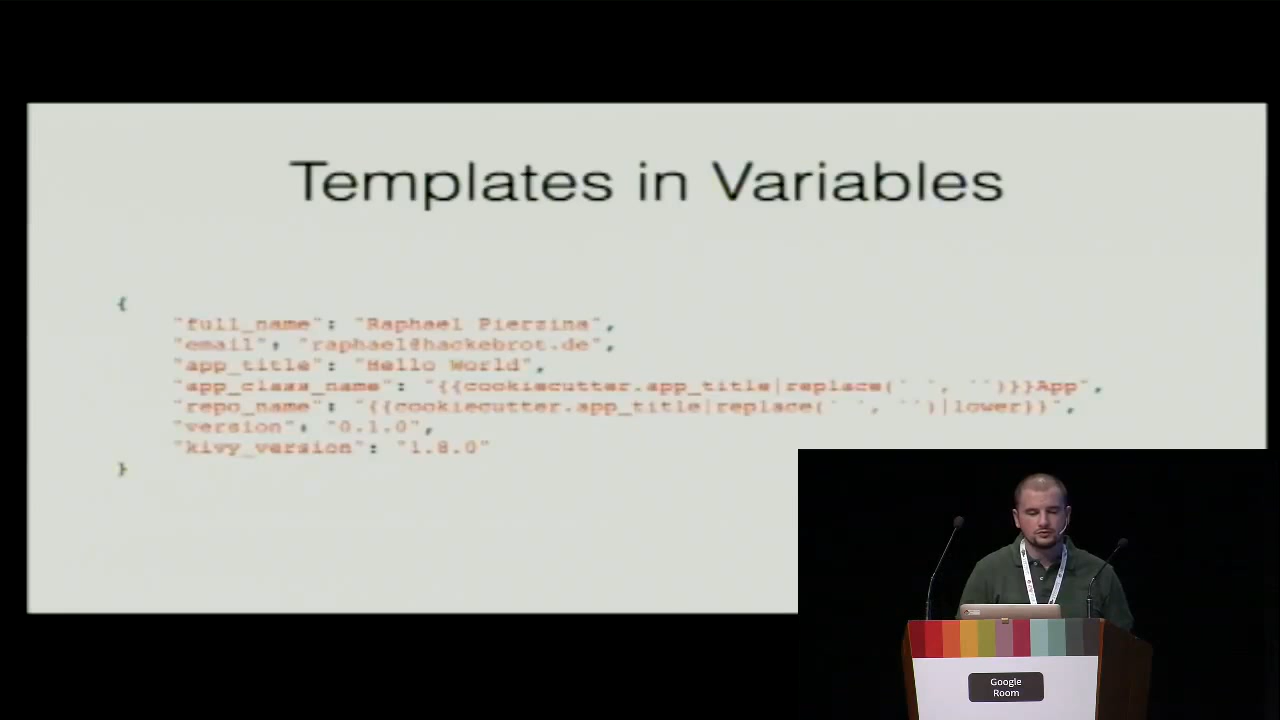 Templates in Variables
{
"full_name": "Raphael Pierzina",
"email": "raphael@hackebrot.de",
"app_title": "Hello World",
"app_class_name": "{{cookiecutter.app_title|replace(' ', '')}}App",
"repo_name": "{{cookiecutter.app_title|replace(' ', '')|lower}}",
"version": "0.1.0",
"kivy_version": "1.8.0"
}
Google
Room